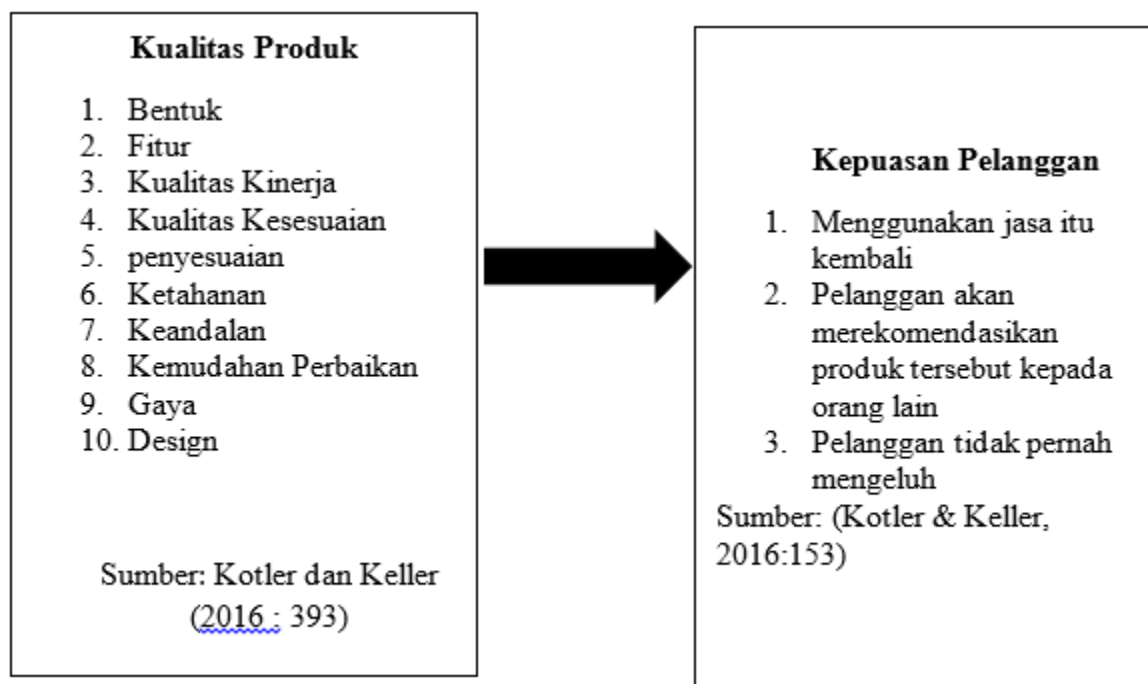 Kualitas Produk
1. Bentuk
2. Fitur
3. Kualitas Kinerja
4. Kualitas Kesesuaian
5. penyesuaian
6. Ketahanan
7. Keandalan
8. Kemudahan Perbaikan
9. Gaya
10. Design
Sumber: Kotler dan Keller
(2016 : 393)
Kepuasan Pelanggan
1. Menggunakan jasa itu
kembali
2. Pelanggan akan
merekomendasikan
produk tersebut kepada
orang lain
3. Pelanggan tidak pernah
mengeluh
Sumber: (Kotler & Keller,
2016:153)